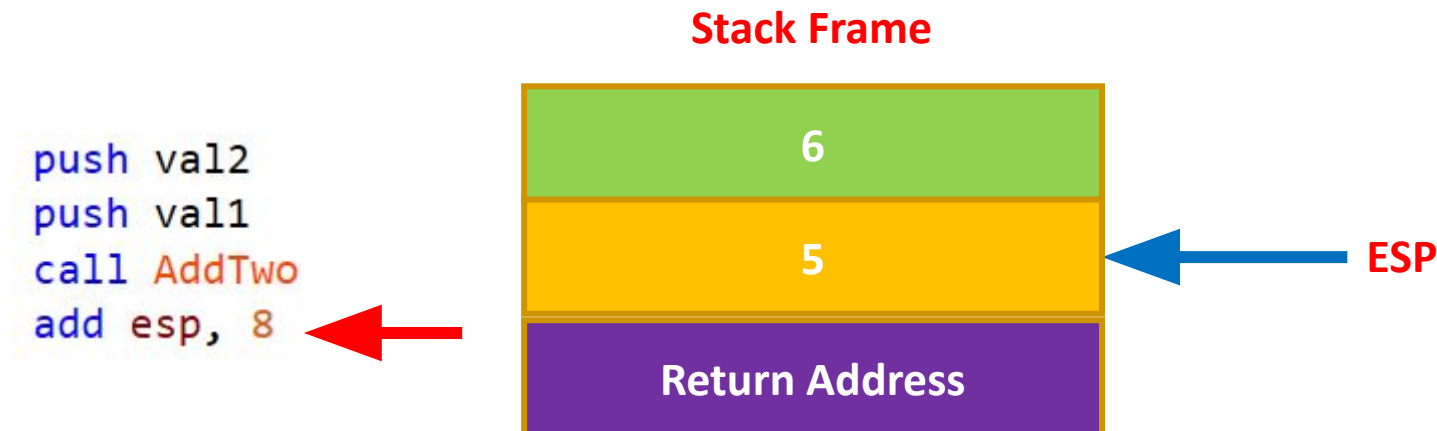 Stack Frame
push val2
push val1
call AddTwo
add esp, 8
6
5
Return Address
ESP